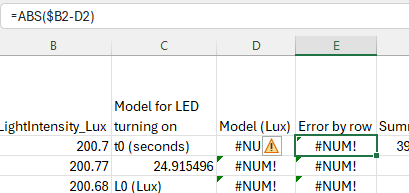 =ABS($B2-D2)
B C D E
Model for LED
LightIntensity_Lux turning on Model (Lux) Error by row
200.7 t0 (seconds) #NU #NUM! 39
200.77 24.915496 #NUM! #NUM!
200.68 L0 (Lux) #NUM! #NUM!